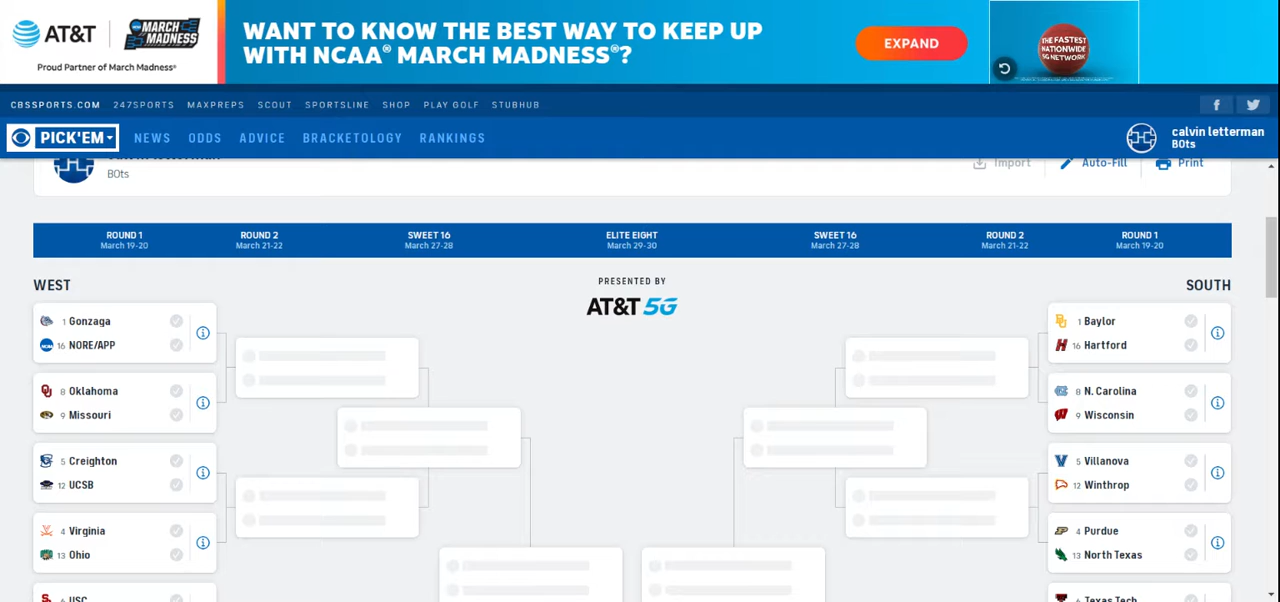 AT&T
NCAA MARCH MADNESS
Proud Partner of March Madness®
WANT TO KNOW THE BEST WAY TO KEEP UP
WITH NCAA® MARCH MADNESS®?
EXPAND
THE FASTEST
NATIONWIDE
5G NETWORK
CBSSPORTS.COM 247SPORTS MAXPREPS SCOUT SPORTSLINE SHOP PLAY GOLF STUBHUB
PICK'EM NEWS ODDS ADVICE BRACKETOLOGY RANKINGS
calvin letterman
B0ts
calvin letterman
B0ts
Import Auto-Fill Print
ROUND 1 ROUND 2 SWEET 16 ELITE EIGHT SWEET 16 ROUND 2 ROUND 1
March 19-20 March 21-22 March 27-28 March 29-30 March 27-28 March 21-22 March 19-20
WEST
PRESENTED BY
AT&T 5G
SOUTH
1 Gonzaga
16 NORE/APP
8 Oklahoma
9 Missouri
5 Creighton
12 UCSB
4 Virginia
13 Ohio
USC
1 Baylor
16 Hartford
8 N. Carolina
9 Wisconsin
5 Villanova
12 Winthrop
4 Purdue
13 North Texas
6 Texas Tech